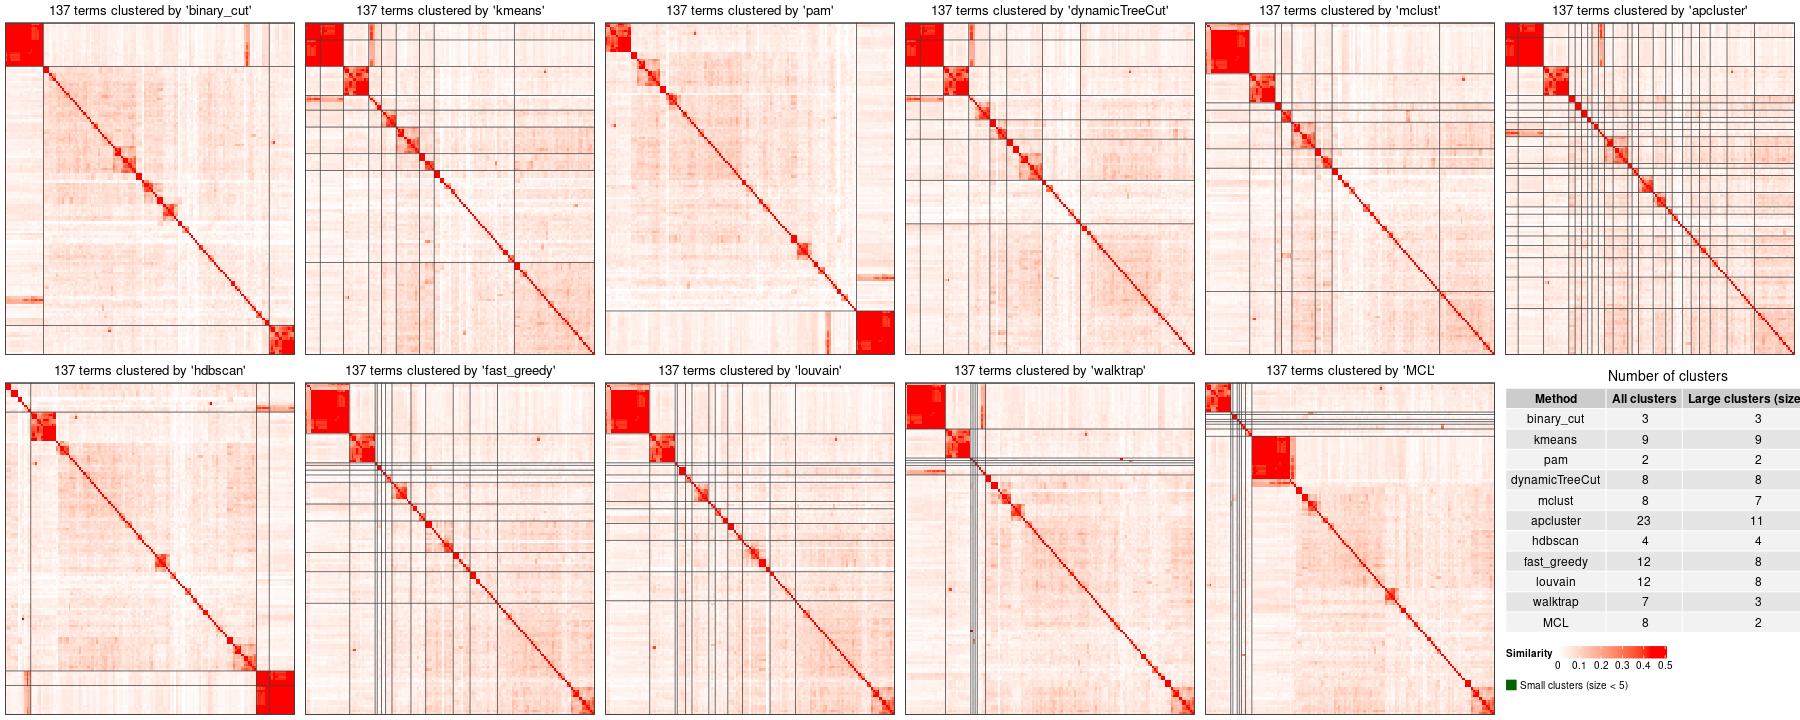 137 terms clustered by 'binary_cut'
137 terms clustered by 'kmeans'
137 terms clustered by 'pam'
137 terms clustered by 'dynamicTreeCut'
137 terms clustered by 'mclust'
137 terms clustered by 'apcluster'
137 terms clustered by 'hdbscan'
137 terms clustered by 'fast_greedy'
137 terms clustered by 'louvain'
137 terms clustered by 'walktrap'
137 terms clustered by 'MCL'
Number of clusters
Method All clusters Large clusters (size
binary_cut 3 3
kmeans 9 9
pam 2 2
dynamicTreeCut 8 8
mclust 8 7
apcluster 23 11
hdbscan 4 4
fast_greedy 12 8
louvain 12 8
walktrap 7 3
MCL 8 2
Similarity
0 0.1 0.2 0.3 0.4 0.5
Small clusters (size < 5)